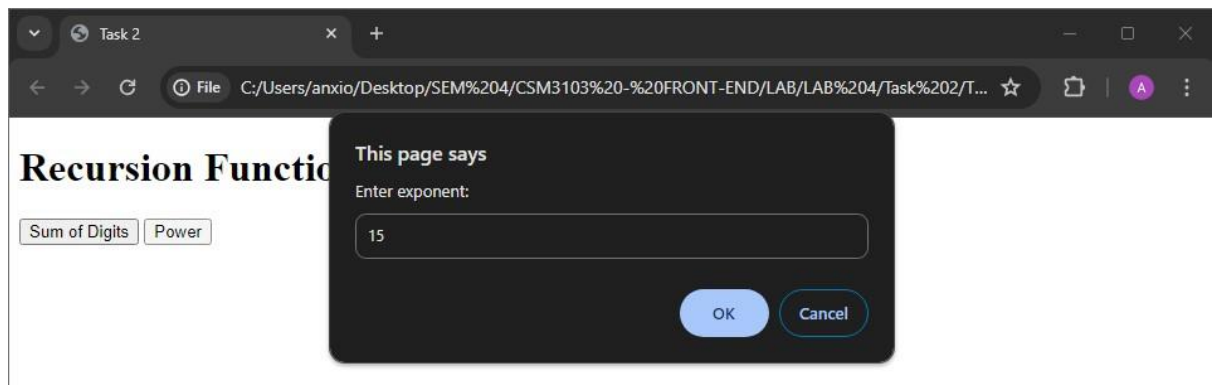 Task 2
File C:/Users/anxio/Desktop/SEM%204/CSM3103%20-%20FRONT-END/LAB/LAB%204/Task%202/T...
A
Recursion Functio
This page says
Enter exponent:
Sum of Digits Power
15
OK Cancel